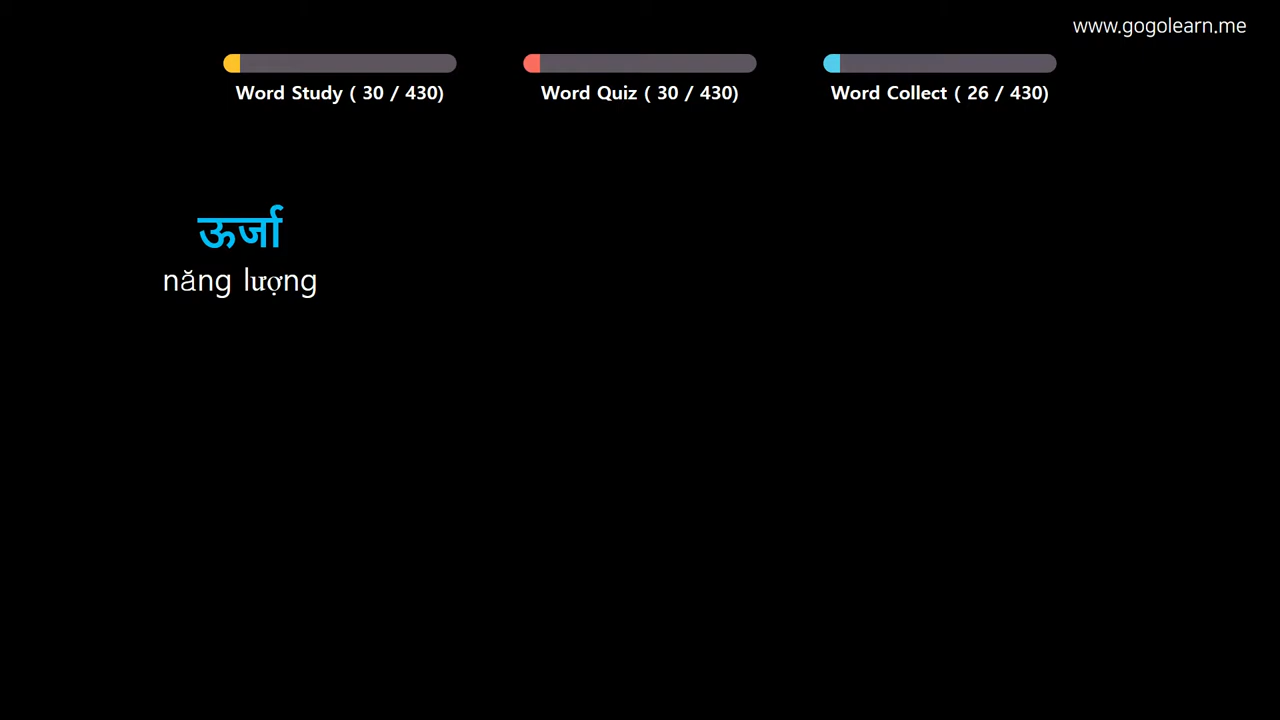 www.gogolearn.me
Word Study ( 30 / 430)
Word Quiz ( 30 / 430)
Word Collect ( 26 / 430)
ऊर्जा
năng lượng